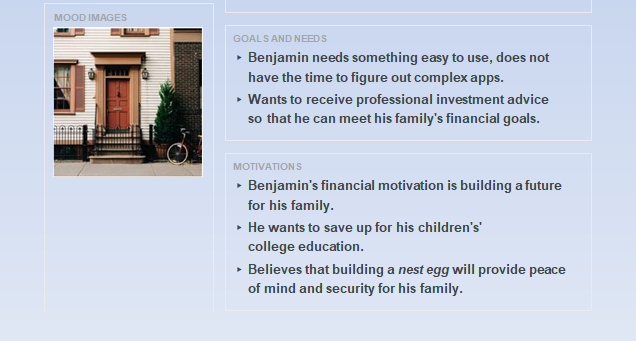 MOOD IMAGES
GOALS AND NEEDS
‣ Benjamin needs something easy to use, does not
have the time to figure out complex apps.
‣ Wants to receive professional investment advice
so that he can meet his family's financial goals.
MOTIVATIONS
‣ Benjamin's financial motivation is building a future
for his family.
‣ He wants to save up for his children's'
college education.
‣ Believes that building a nest egg will provide peace
of mind and security for his family.